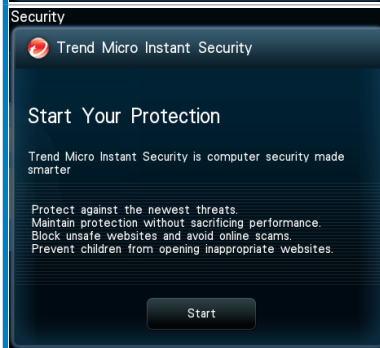 Security
Trend Micro Instant Security
Start Your Protection
Trend Micro Instant Security is computer security made
smarter
Protect against the newest threats.
Maintain protection without sacrificing performance.
Block unsafe websites and avoid online scams.
Prevent children from opening inappropriate websites.
Start